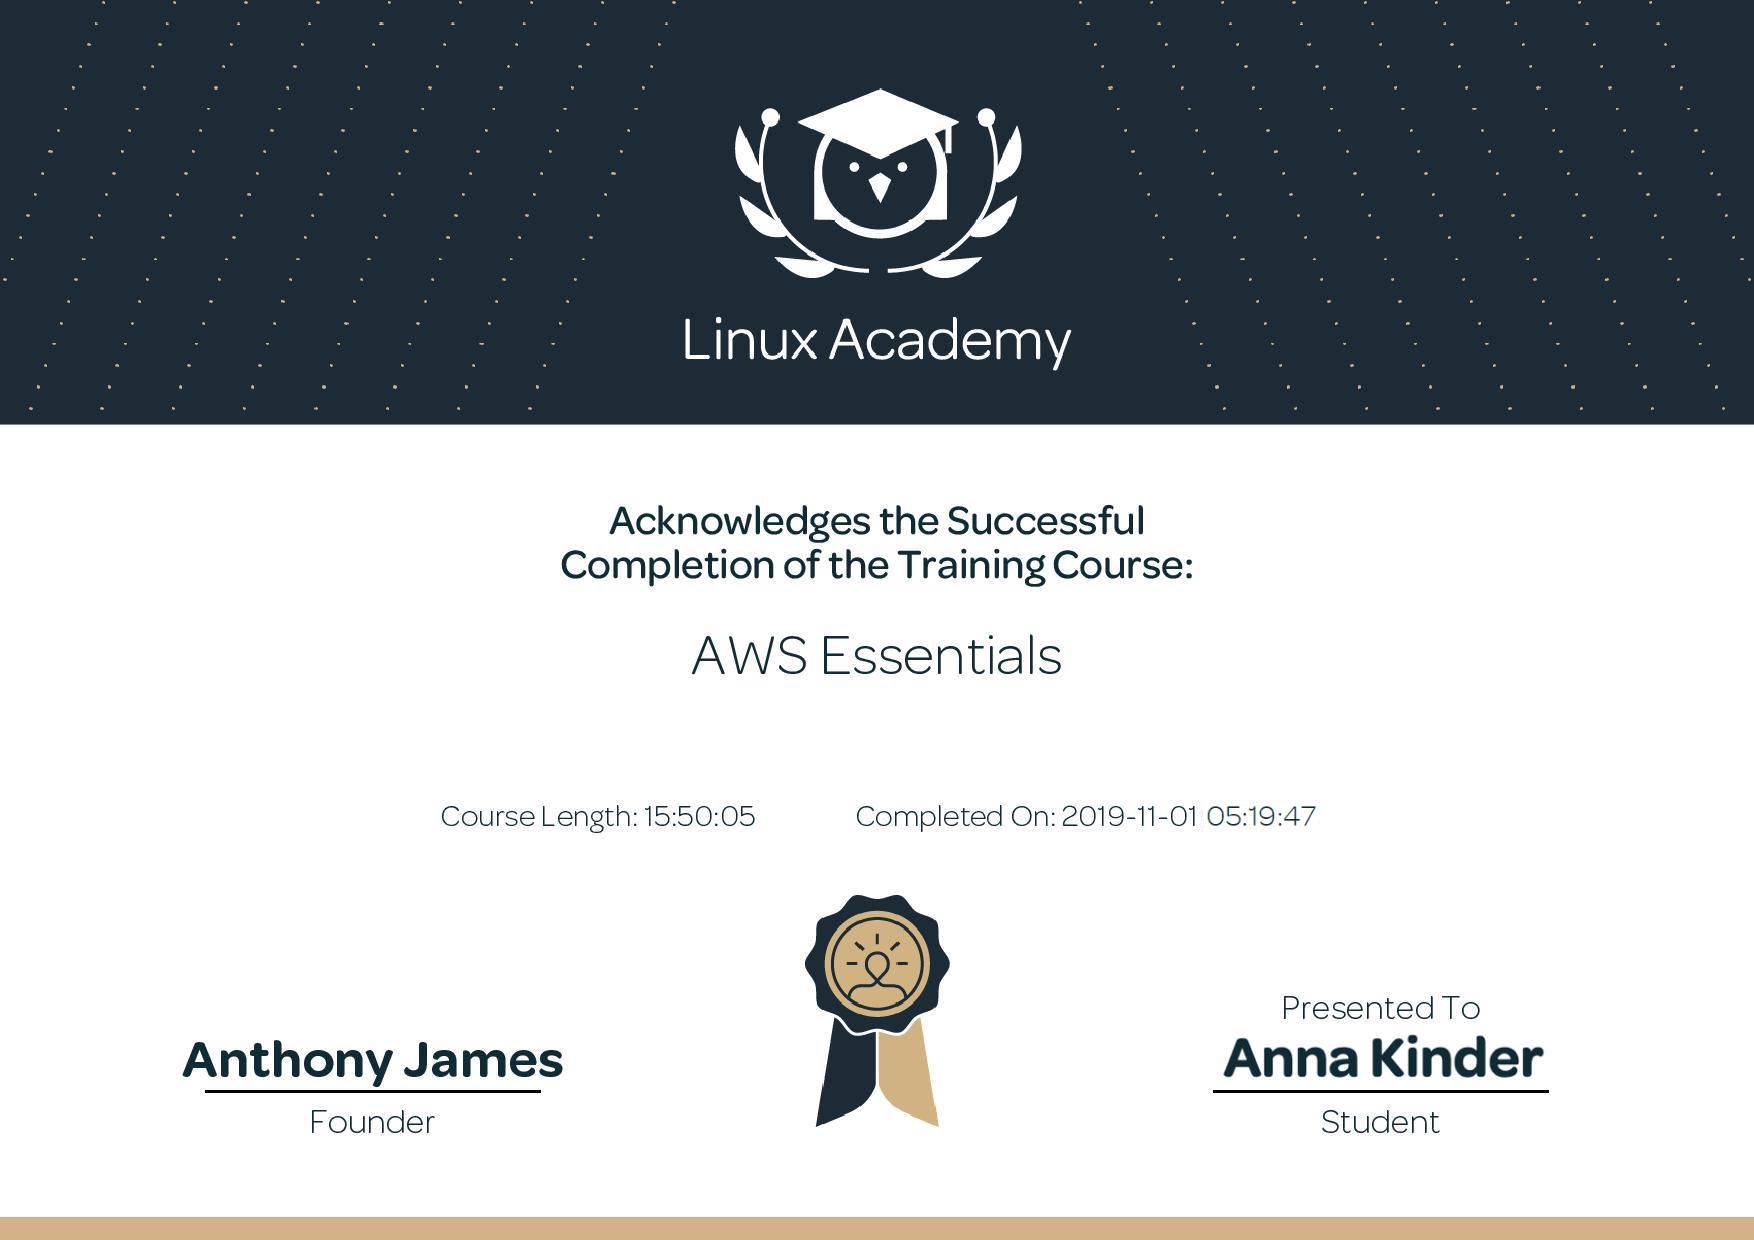 Linux Academy
Acknowledges the Successful
Completion of the Training Course:
AWS Essentials
Course Length: 15:50:05
Completed On: 2019-11-01 05:19:47
Anthony James
Founder
Presented To
Anna Kinder
Student